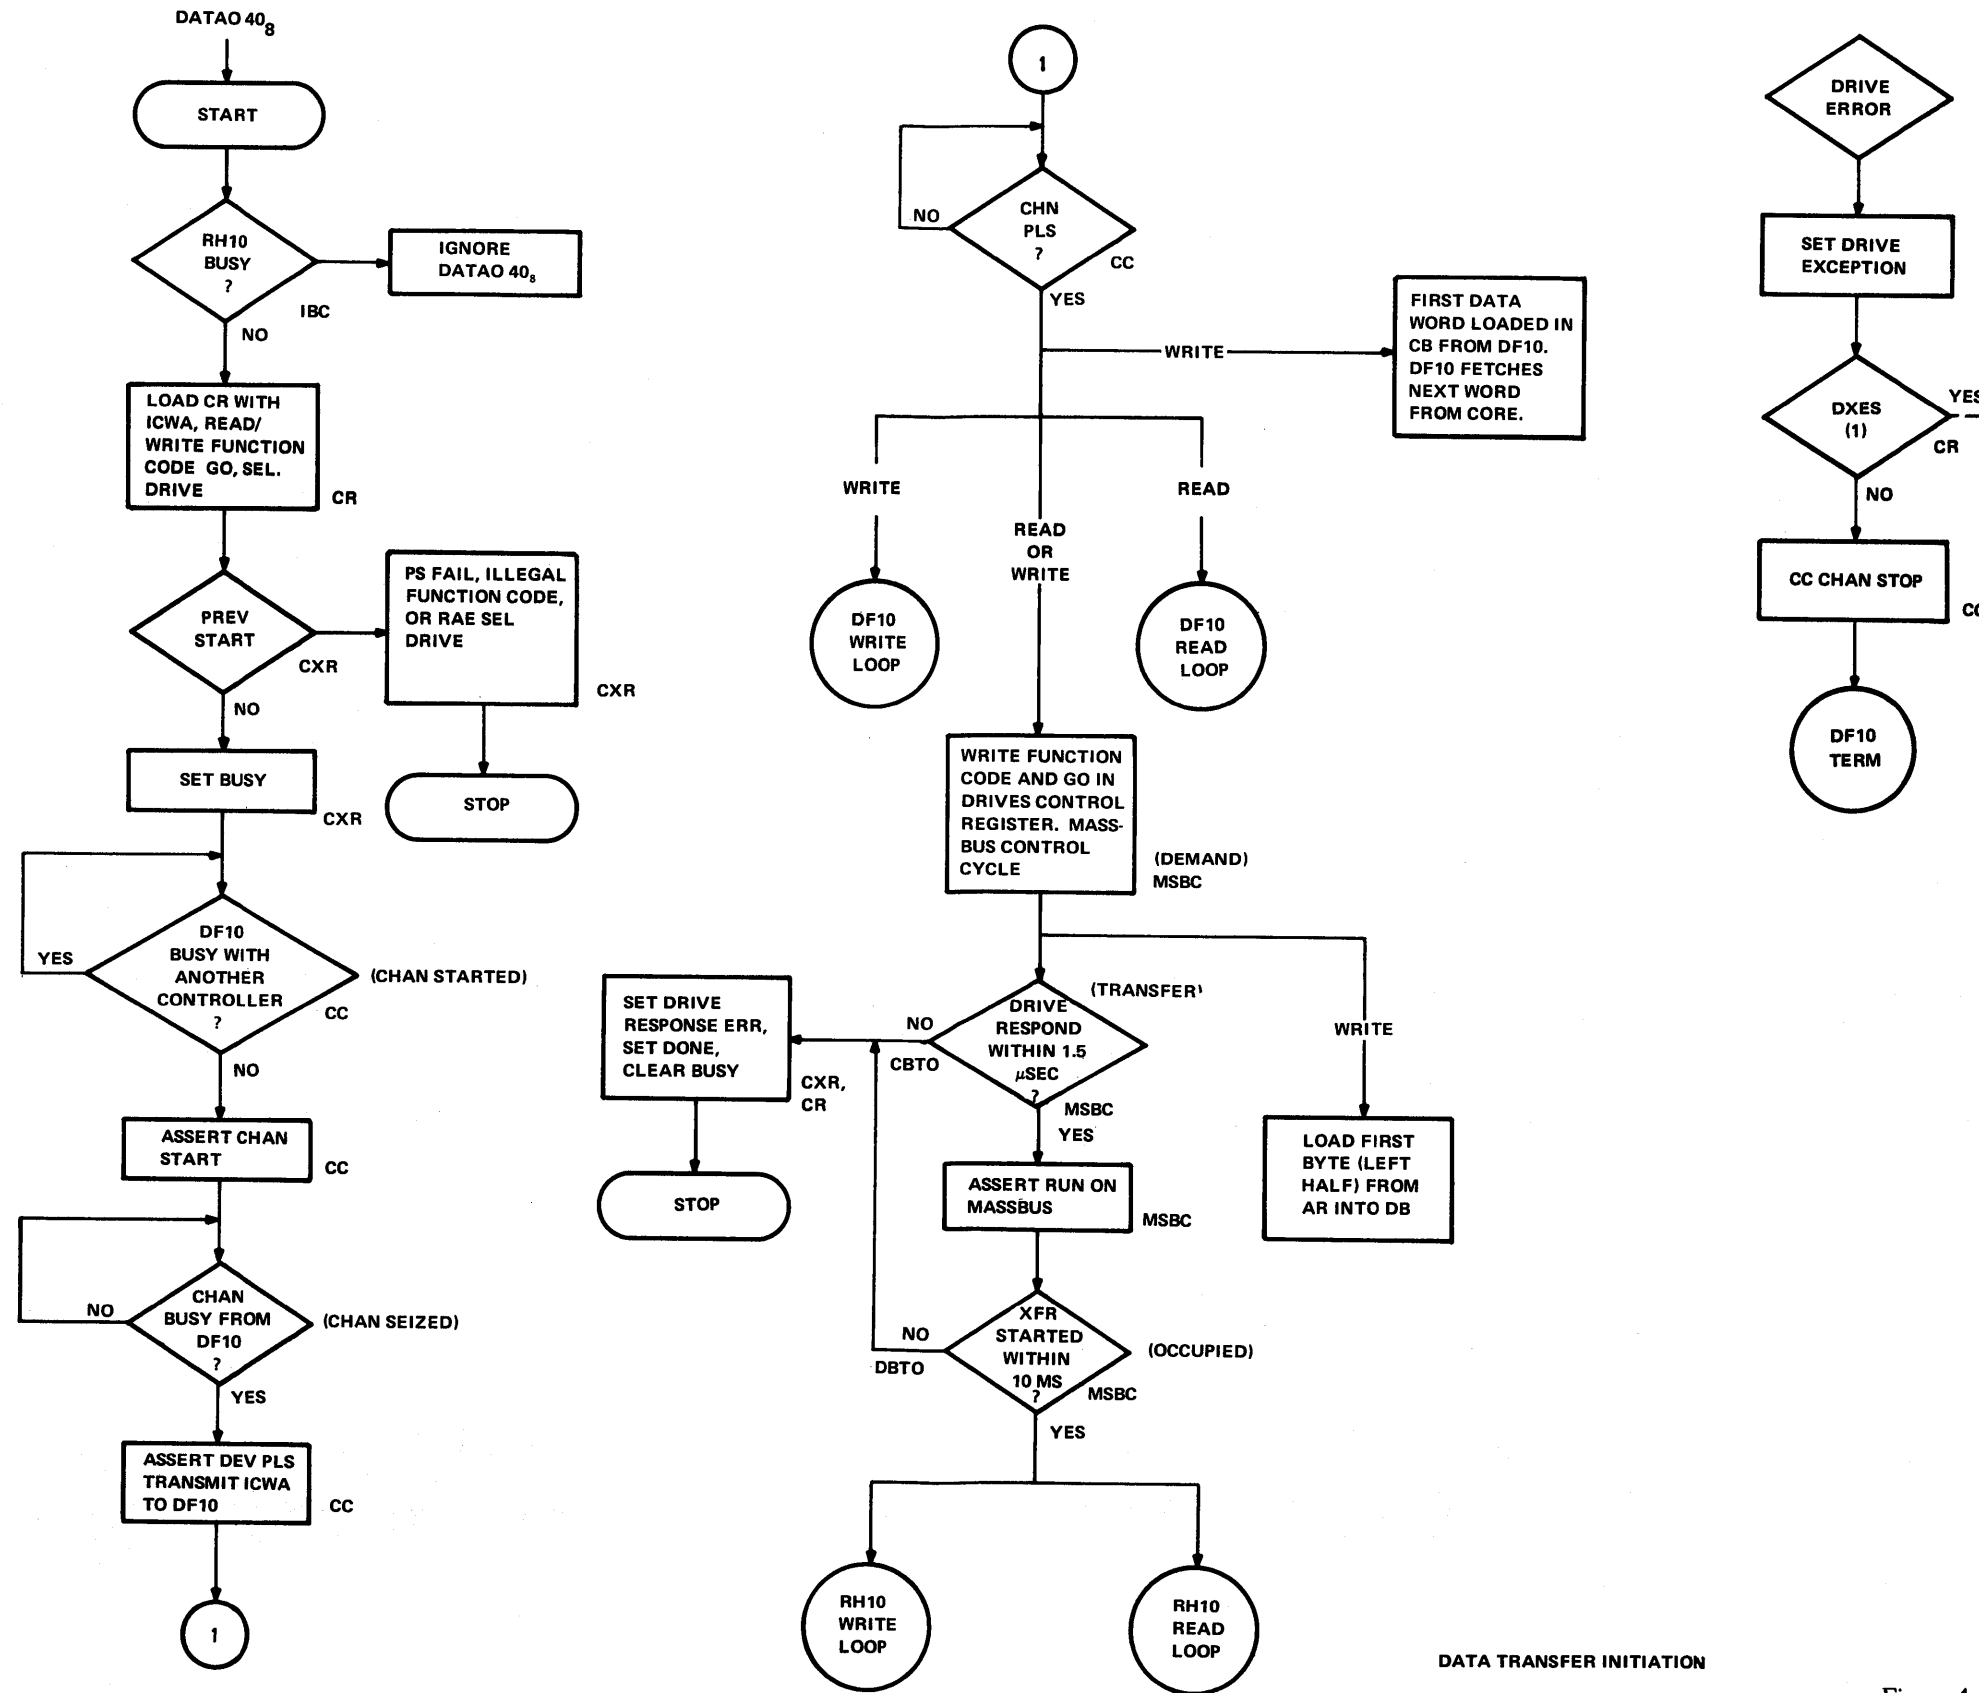 DATAO 40₈
START
RH10
BUSY
?
IBC
NO
IGNORE
DATAO 40₈
LOAD CR WITH
ICWA, READ/
WRITE FUNCTION
CODE GO, SEL.
DRIVE
CR
PREV
START
CXR
NO
PS FAIL, ILLEGAL
FUNCTION CODE,
OR RAE SEL
DRIVE
CXR
STOP
SET BUSY
CXR
DF10
BUSY WITH
ANOTHER
CONTROLLER
?
YES
(CHAN STARTED)
CC
NO
ASSERT CHAN
START
CC
CHAN
BUSY FROM
DF10
?
NO
(CHAN SEIZED)
YES
ASSERT DEV PLS
TRANSMIT ICWA
TO DF10
CC
1
1
CHN
PLS
?
NO
CC
YES
WRITE
FIRST DATA
WORD LOADED IN
CB FROM DF10.
DF10 FETCHES
NEXT WORD
FROM CORE.
WRITE
READ
READ
OR
WRITE
DF10
WRITE
LOOP
DF10
READ
LOOP
WRITE FUNCTION
CODE AND GO IN
DRIVES CONTROL
REGISTER. MASS-
BUS CONTROL
CYCLE
(DEMAND)
MSBC
(TRANSFER)
DRIVE
RESPOND
WITHIN 1.5
μSEC
?
NO
CBTO
MSBC
YES
SET DRIVE
RESPONSE ERR,
SET DONE,
CLEAR BUSY
CXR,
CR
STOP
WRITE
LOAD FIRST
BYTE (LEFT
HALF) FROM
AR INTO DB
ASSERT RUN ON
MASSBUS
MSBC
XFR
STARTED
WITHIN
10 MS
?
NO
DBTO
(OCCUPIED)
MSBC
YES
RH10
WRITE
LOOP
RH10
READ
LOOP
DRIVE
ERROR
SET DRIVE
EXCEPTION
DXES
(1)
YES
CR
NO
CC CHAN STOP
DF10
TERM
DATA TRANSFER INITIATION